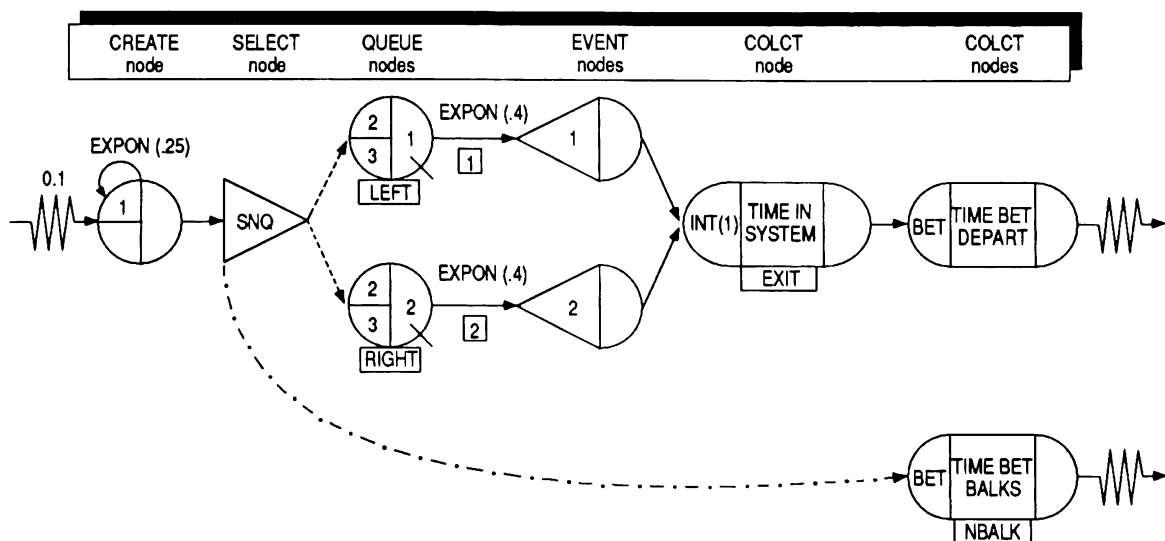 CREATE node
SELECT node
QUEUE nodes
EVENT nodes
COLCT node
COLCT nodes
0.1
EXPON (.25)
1
SNQ
2
3
1
LEFT
EXPON (.4)
1
1
2
3
2
RIGHT
EXPON (.4)
2
2
INT(1)
TIME IN
SYSTEM
EXIT
BET
TIME BET
DEPART
BET
TIME BET
BALKS
NBALK